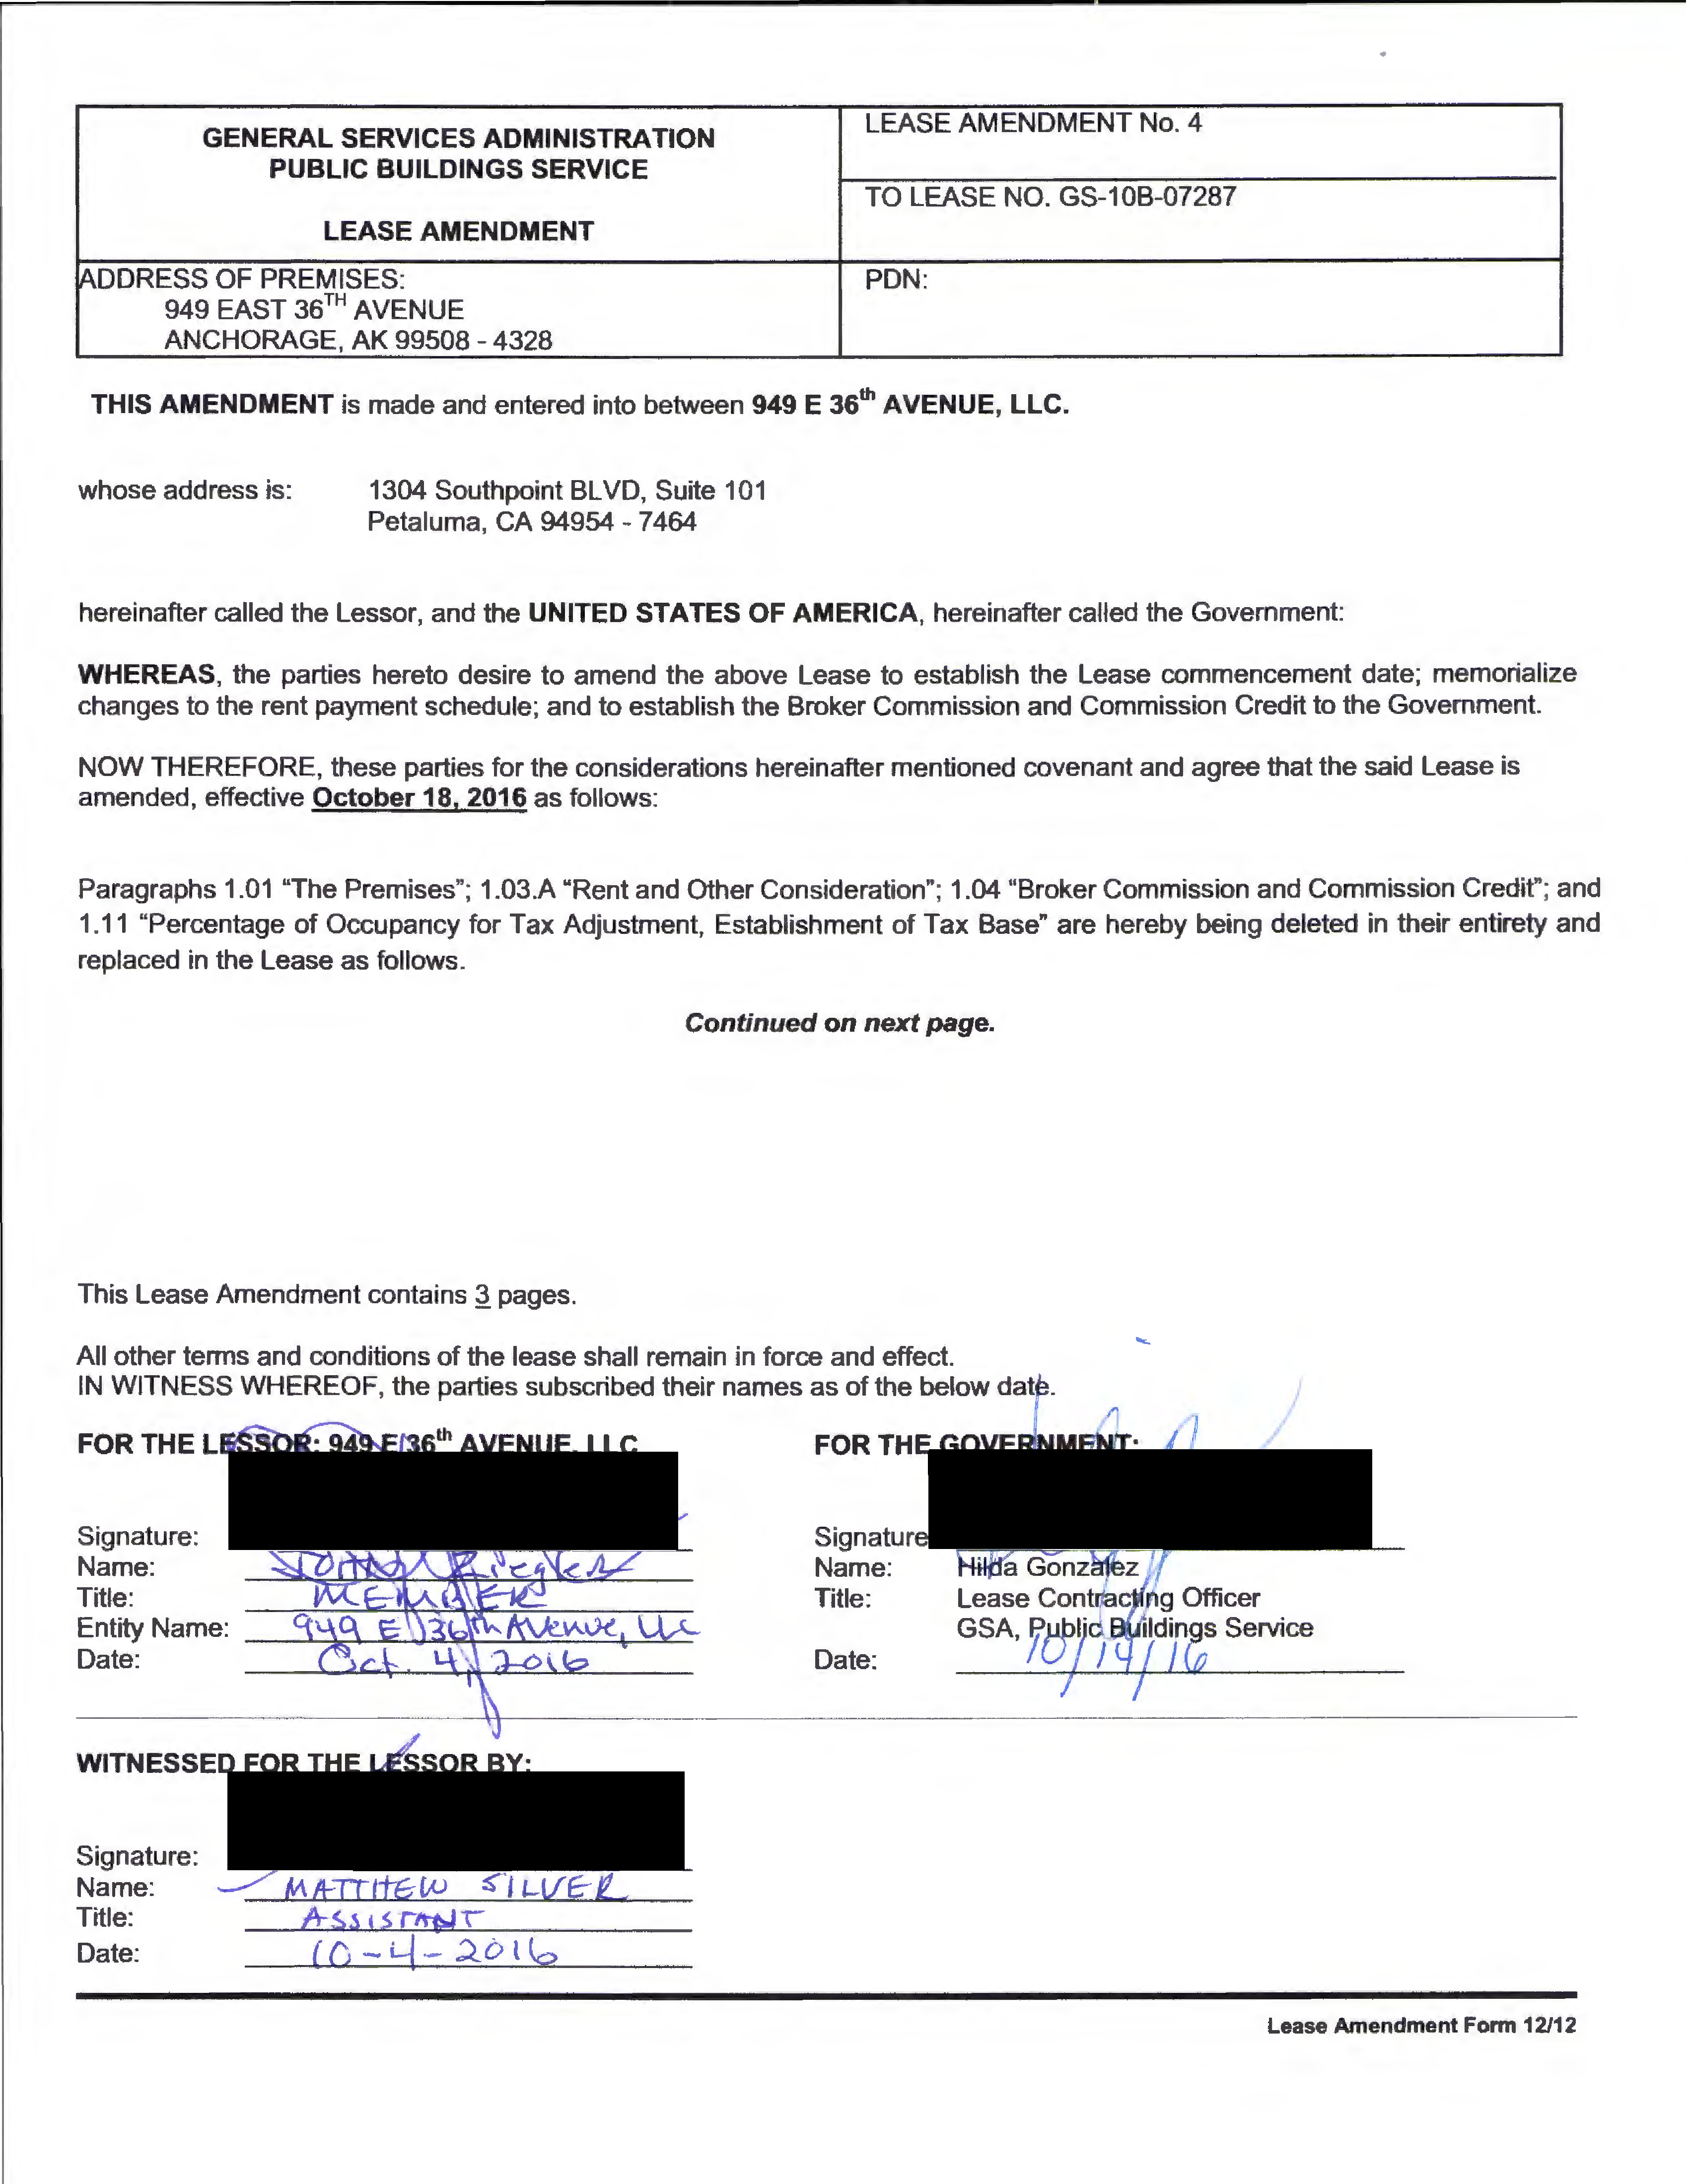 GENERAL SERVICES ADMINISTRATION
PUBLIC BUILDINGS SERVICE
LEASE AMENDMENT
LEASE AMENDMENT No. 4
TO LEASE NO. GS-10B-07287
ADDRESS OF PREMISES:
949 EAST 36TH AVENUE
ANCHORAGE, AK 99508 - 4328
PDN:
THIS AMENDMENT is made and entered into between 949 E 36th AVENUE, LLC.
whose address is: 1304 Southpoint BLVD, Suite 101
Petaluma, CA 94954 - 7464
hereinafter called the Lessor, and the UNITED STATES OF AMERICA, hereinafter called the Government:
WHEREAS, the parties hereto desire to amend the above Lease to establish the Lease commencement date; memorialize
changes to the rent payment schedule; and to establish the Broker Commission and Commission Credit to the Government.
NOW THEREFORE, these parties for the considerations hereinafter mentioned covenant and agree that the said Lease is
amended, effective October 18, 2016 as follows:
Paragraphs 1.01 “The Premises”; 1.03.A “Rent and Other Consideration”; 1.04 “Broker Commission and Commission Credit”; and
1.11 “Percentage of Occupancy for Tax Adjustment, Establishment of Tax Base” are hereby being deleted in their entirety and
replaced in the Lease as follows.
Continued on next page.
This Lease Amendment contains 3 pages.
All other terms and conditions of the lease shall remain in force and effect.
IN WITNESS WHEREOF, the parties subscribed their names as of the below date.
FOR THE LESSOR: 949 E 36th AVENUE, LLC
Signature:
Name:
Title: MEMBER
Entity Name: 949 E 36th Avenue, LLC
Date: Oct. 4, 2016
FOR THE GOVERNMENT:
Signature
Name: Hilda Gonzalez
Title: Lease Contracting Officer
GSA, Public Buildings Service
Date: 10/14/16
WITNESSED FOR THE LESSOR BY:
Signature:
Name: MATTHEW SILVER
Title: ASSISTANT
Date: 10-4-2016
Lease Amendment Form 12/12